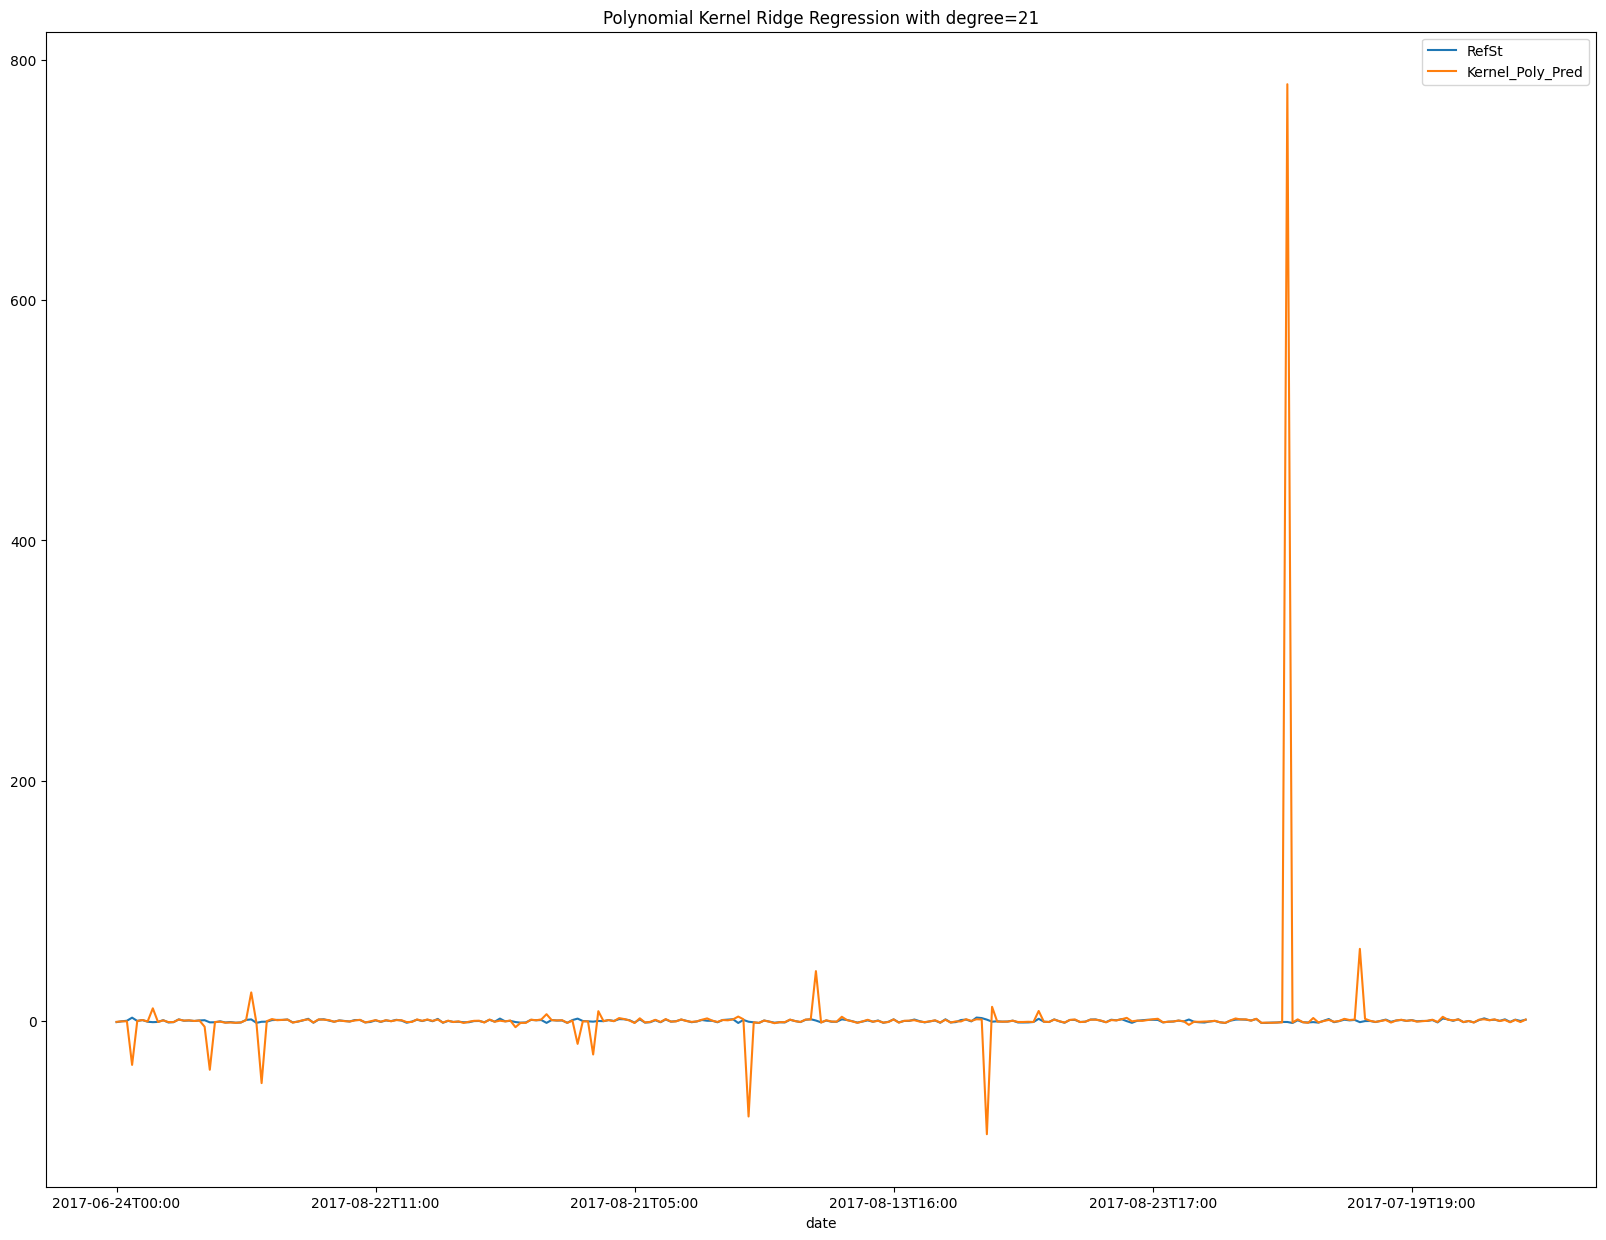 Polynomial Kernel Ridge Regression with degree=21
RefSt
Kernel_Poly_Pred
800
600
400
200
0
2017-06-24T00:00
2017-08-22T11:00
2017-08-21T05:00
2017-08-13T16:00
2017-08-23T17:00
2017-07-19T19:00
date